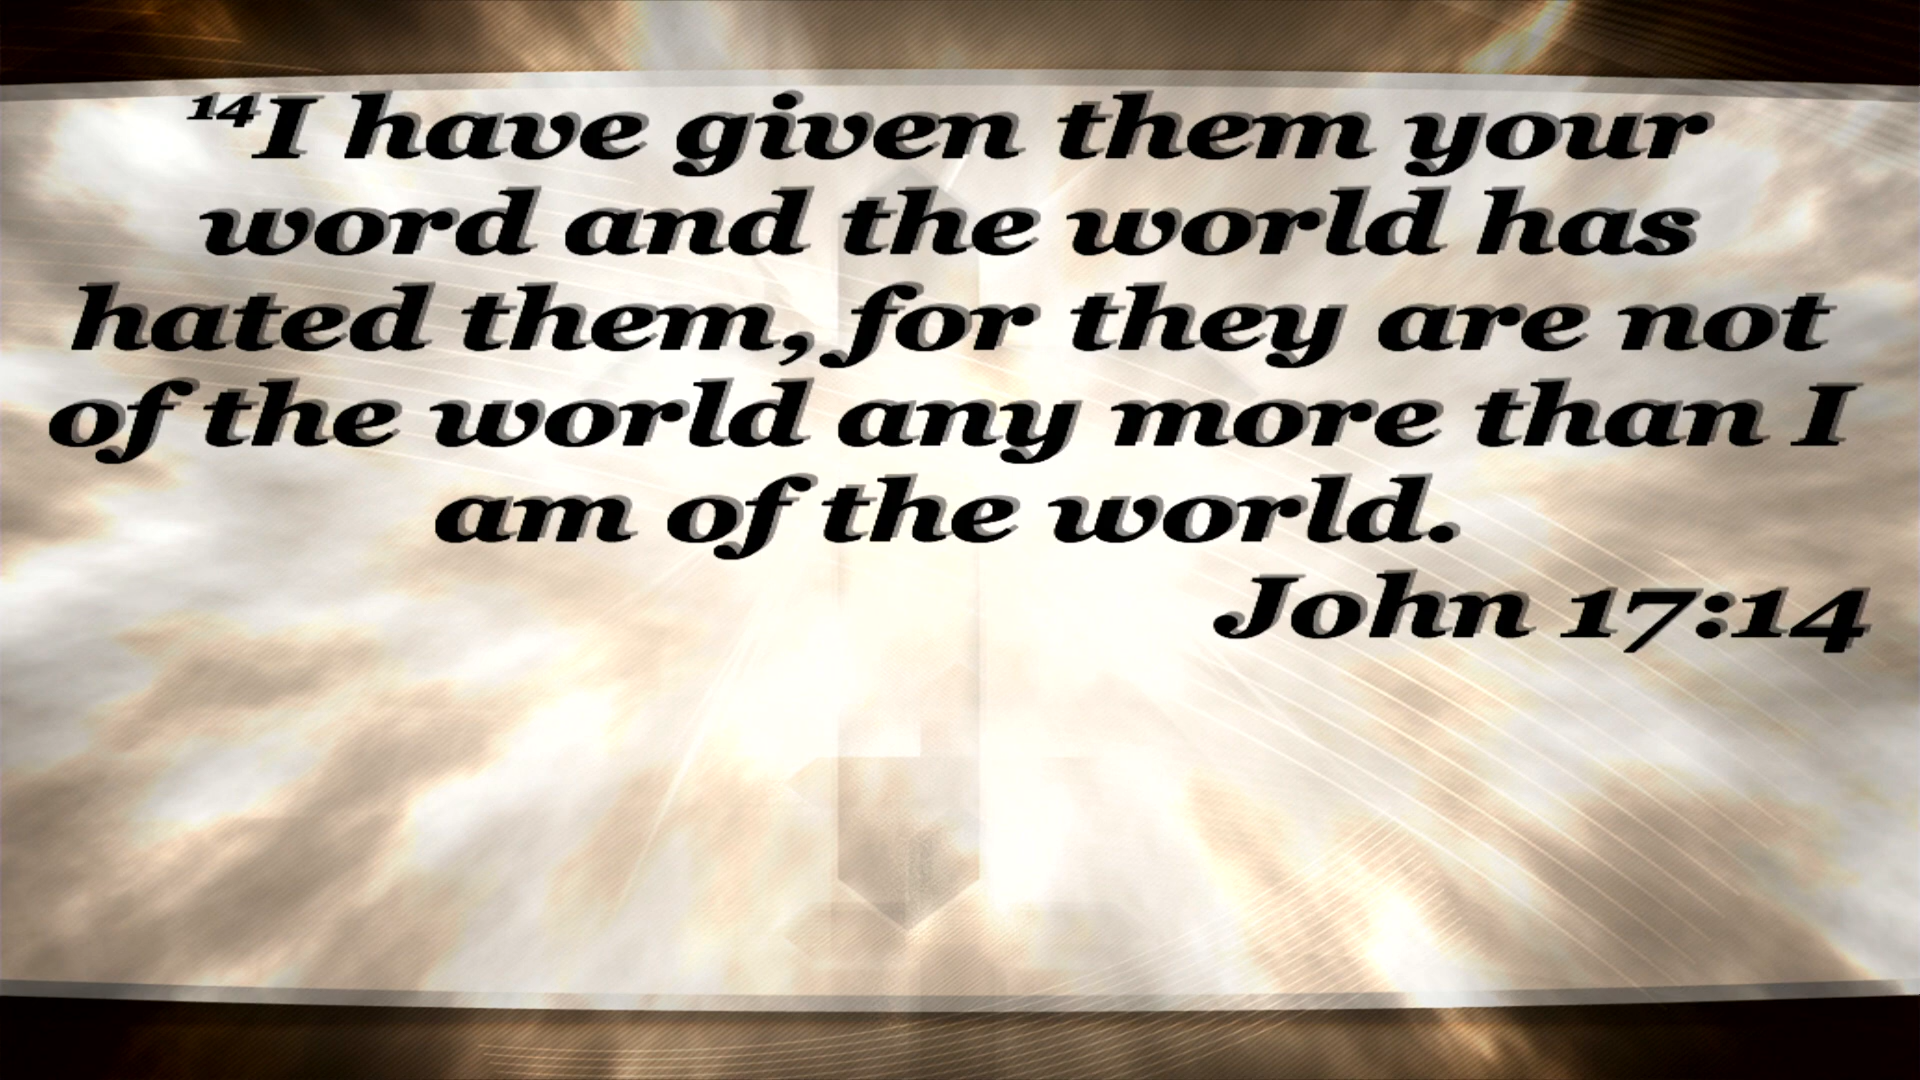 ¹⁴I have given them your
word and the world has
hated them, for they are not
of the world any more than I
am of the world.
John 17:14